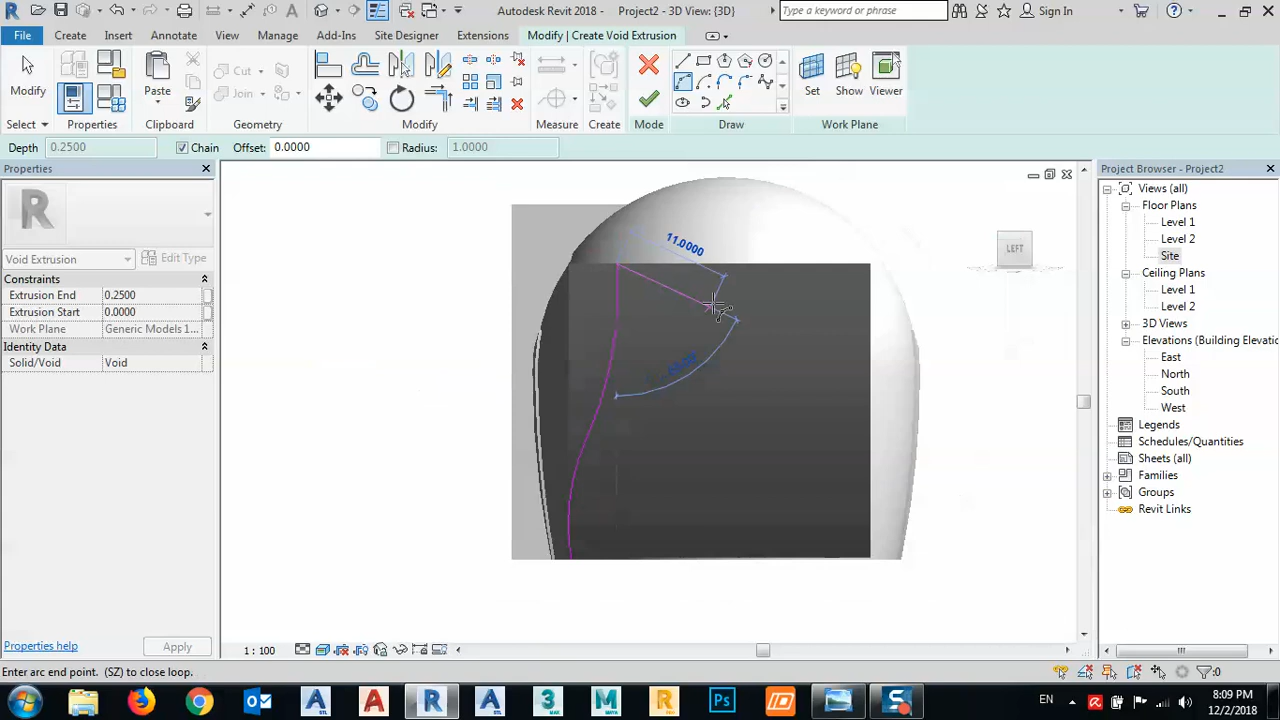 Autodesk Revit 2018 - Project2 - 3D View: {3D}
Type a keyword or phrase
Sign In
File Create Insert Annotate View Manage Add-Ins Site Designer Extensions Modify | Create Void Extrusion
Modify
Paste
Cut
Join
Create
Set Show Viewer
Select Properties Clipboard Geometry Modify Measure Create Mode Draw Work Plane
Depth 0.2500 Chain Offset: 0.0000 Radius: 1.0000
Properties
R
Void Extrusion Edit Type
Constraints
Extrusion End 0.2500
Extrusion Start 0.0000
Work Plane Generic Models 1...
Identity Data
Solid/Void Void
Properties help Apply
11.0000
LEFT
Project Browser - Project2
Views (all)
Floor Plans
Level 1
Level 2
Site
Ceiling Plans
Level 1
Level 2
3D Views
Elevations (Building Elevatio
East
North
South
West
Legends
Schedules/Quantities
Sheets (all)
Families
Groups
Revit Links
1 : 100
Enter arc end point. (SZ) to close loop.
:0
EN
8:09 PM
12/2/2018